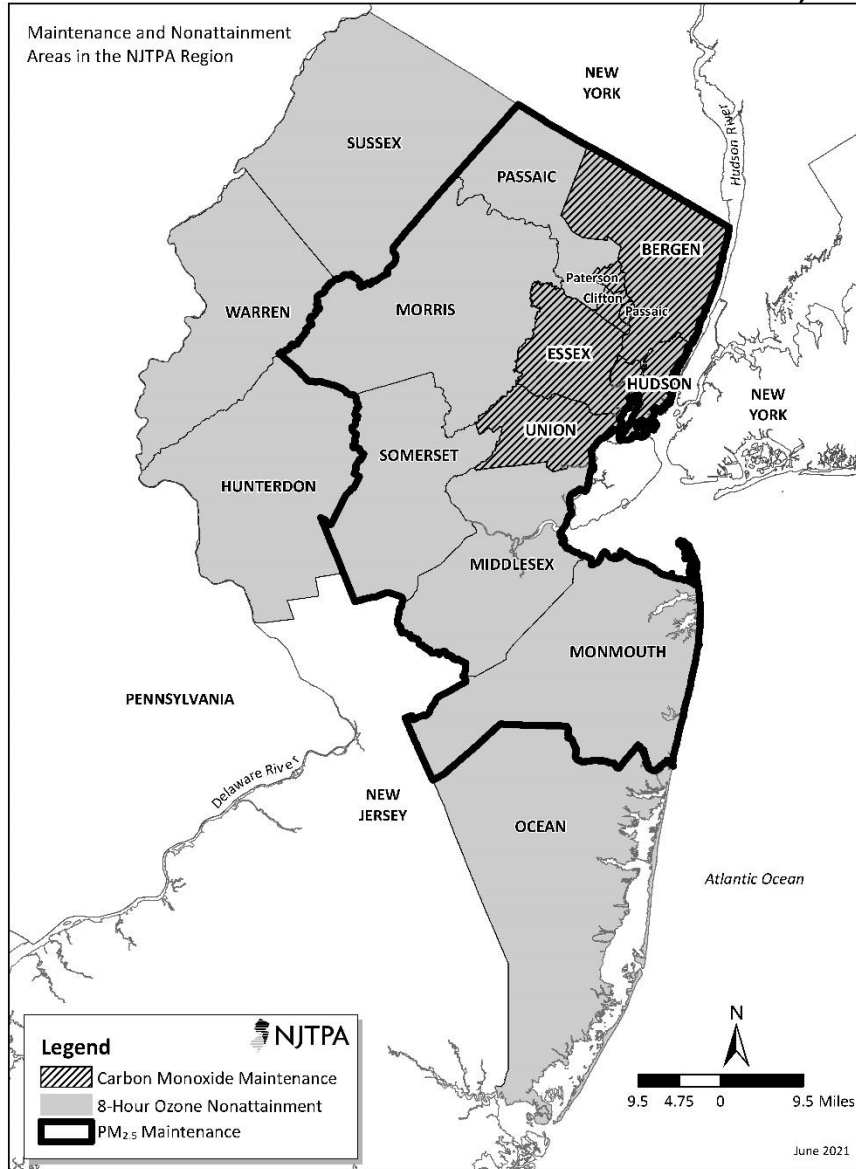 Maintenance and Nonattainment
Areas in the NJTPA Region
NEW
YORK
Hudson River
SUSSEX
PASSAIC
BERGEN
Paterson
Clifton
Passaic
WARREN
MORRIS
ESSEX
HUDSON
NEW
YORK
UNION
SOMERSET
HUNTERDON
MIDDLESEX
MONMOUTH
PENNSYLVANIA
Delaware River
NEW
JERSEY
OCEAN
Atlantic Ocean
NJTPA
Legend
Carbon Monoxide Maintenance
8-Hour Ozone Nonattainment
PM2.5 Maintenance
N
9.5 4.75 0 9.5 Miles
June 2021